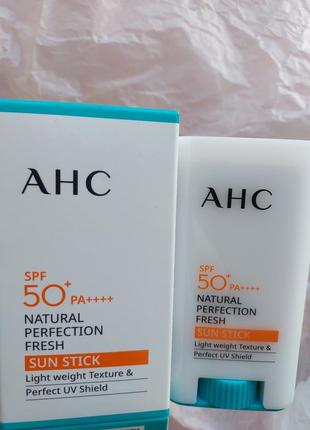 AHC
SPF
50+ PA++++
NATURAL
PERFECTION
FRESH
SUN STICK
Light weight Texture &
Perfect UV Shield
AHC
SPF
50+ PA++++
NATURAL
PERFECTION
FRESH
SUN STICK
Light weight Texture &
Perfect UV Shield